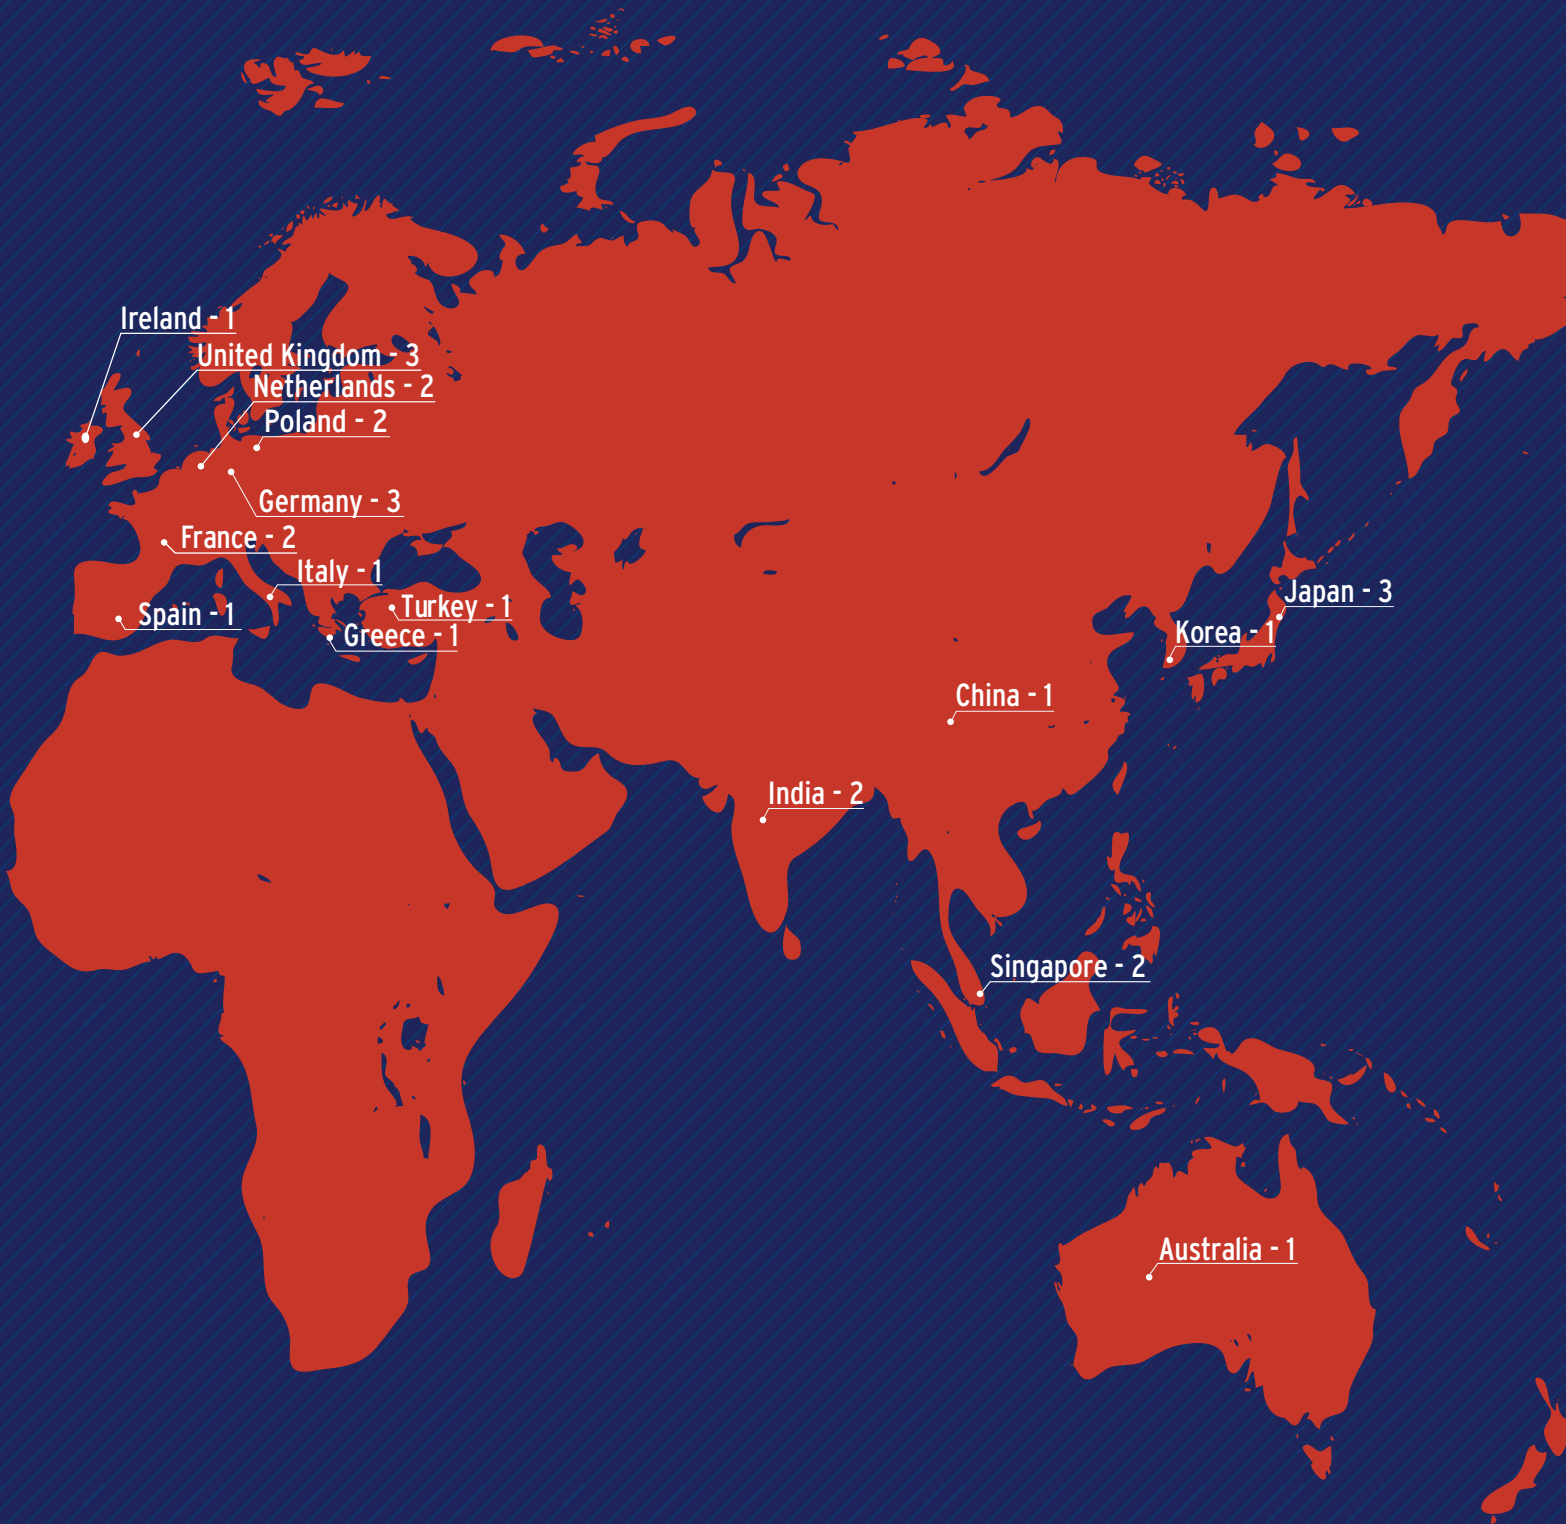 Ireland - 1
United Kingdom - 3
Netherlands - 2
Poland - 2
Germany - 3
France - 2
Italy - 1
Spain - 1
Turkey - 1
Greece - 1
Japan - 3
Korea - 1
China - 1
India - 2
Singapore - 2
Australia - 1